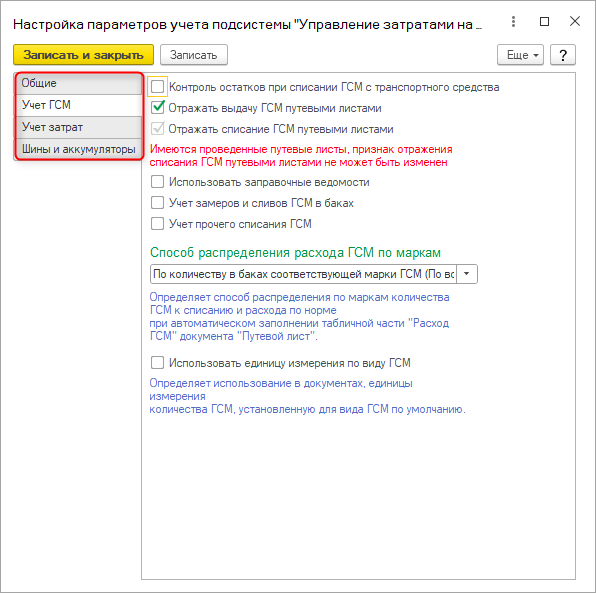 Настройка параметров учета подсистемы "Управление затратами на ...
Записать и закрыть
Записать
Еще
?
Общие
Учет ГСМ
Учет затрат
Шины и аккумуляторы
Контроль остатков при списании ГСМ с транспортного средства
Отражать выдачу ГСМ путевыми листами
Отражать списание ГСМ путевыми листами
Имеются проведенные путевые листы, признак отражения
списания ГСМ путевыми листами не может быть изменен
Использовать заправочные ведомости
Учет замеров и сливов ГСМ в баках
Учет прочего списания ГСМ
Способ распределения расхода ГСМ по маркам
По количеству в баках соответствующей марки ГСМ (По вс
Определяет способ распределения по маркам количества
ГСМ к списанию и расхода по норме
при автоматическом заполнении табличной части "Расход
ГСМ" документа "Путевой лист".
Использовать единицу измерения по виду ГСМ
Определяет использование в документах, единицы
измерения
количества ГСМ, установленную для вида ГСМ по умолчанию.